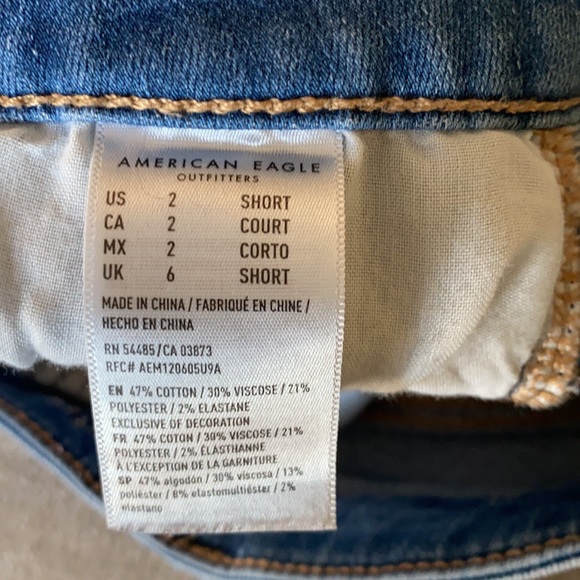 AMERICAN EAGLE
OUTFITTERS
US 2 SHORT
CA 2 COURT
MX 2 CORTO
UK 6 SHORT
MADE IN CHINA / FABRIQUÉ EN CHINE /
HECHO EN CHINA
RN 54485/CA 03873
RFC# AEM120605U9A
EN 47% COTTON / 30% VISCOSE / 21%
POLYESTER / 2% ELASTANE
EXCLUSIVE OF DECORATION
FR 47% COTON / 30% VISCOSE / 21%
POLYESTER / 2% ÉLASTANE
À L'EXCEPTION DE LA GARNITURE
SP 47% algodón / 30% viscosa / 13%
poliéster / 8% elastomultiéster / 2%
elastano